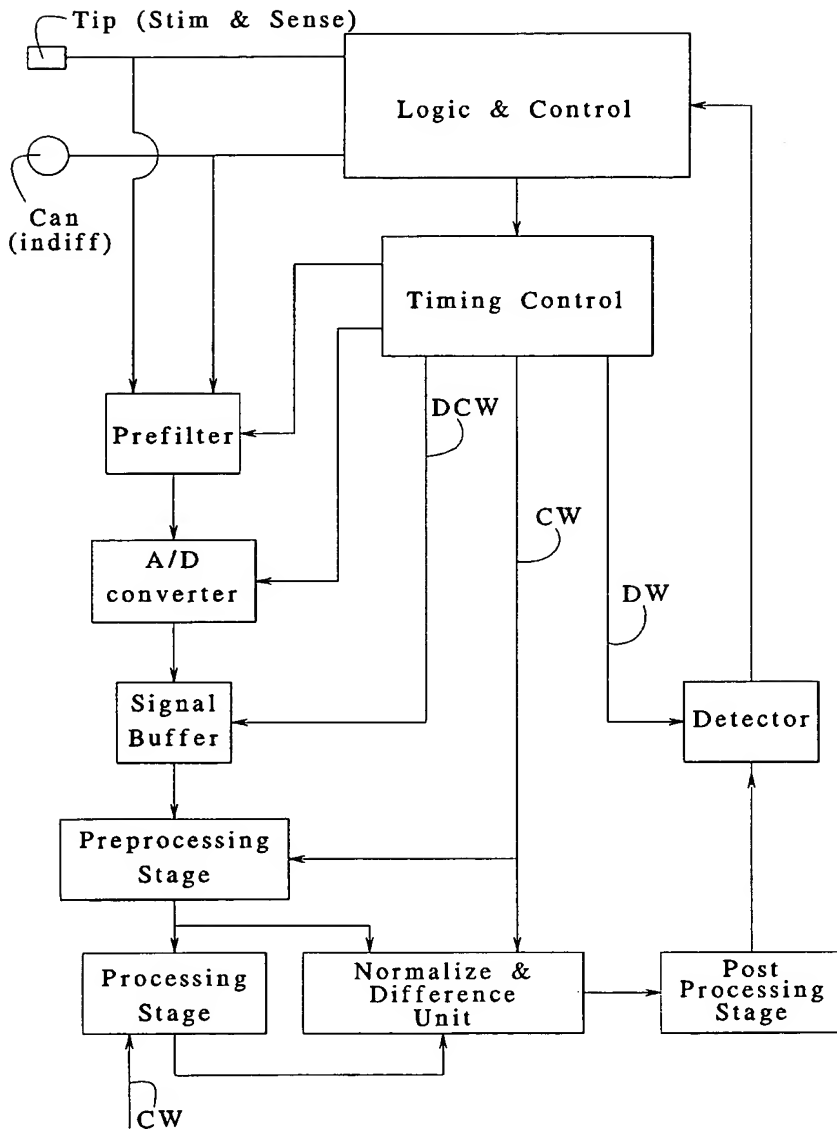 Tip (Stim & Sense)
Logic & Control
Can
(indiff)
Timing Control
DCW
Prefilter
CW
A/D
converter
DW
Signal
Buffer
Detector
Preprocessing
Stage
Processing
Stage
Normalize &
Difference
Unit
Post
Processing
Stage
CW